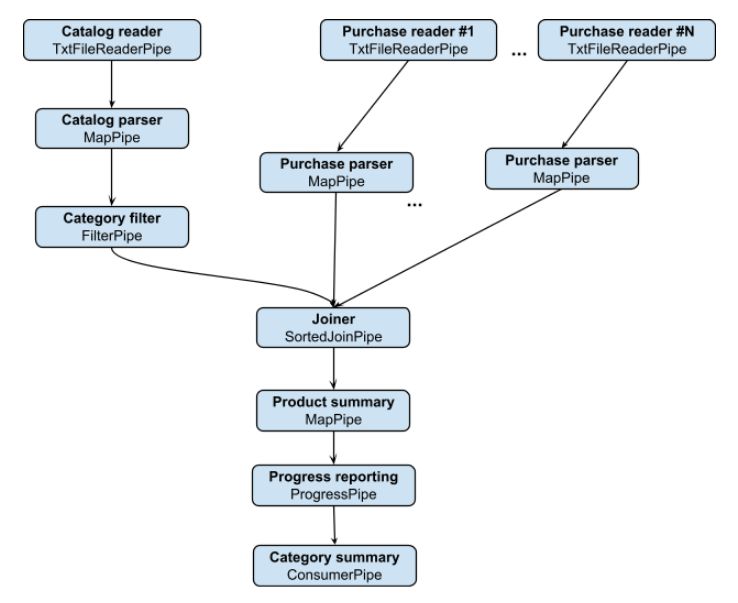 Catalog reader
TxtFileReaderPipe
Purchase reader #1
TxtFileReaderPipe
...
Purchase reader #N
TxtFileReaderPipe
Catalog parser
MapPipe
Purchase parser
MapPipe
...
Purchase parser
MapPipe
Category filter
FilterPipe
Joiner
SortedJoinPipe
Product summary
MapPipe
Progress reporting
ProgressPipe
Category summary
ConsumerPipe